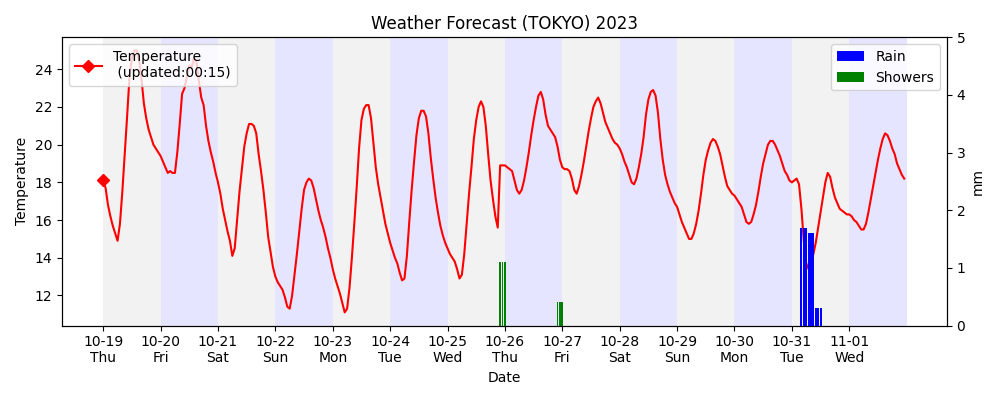 Weather Forecast (TOKYO) 2023
Temperature
(updated:00:15)
Rain
Showers
Temperature
24
22
20
18
16
14
12
5
4
3
2
1
0
mm
10-19 10-20 10-21 10-22 10-23 10-24 10-25 10-26 10-27 10-28 10-29 10-30 10-31 11-01
Thu Fri Sat Sun Mon Tue Wed Thu Fri Sat Sun Mon Tue Wed
Date